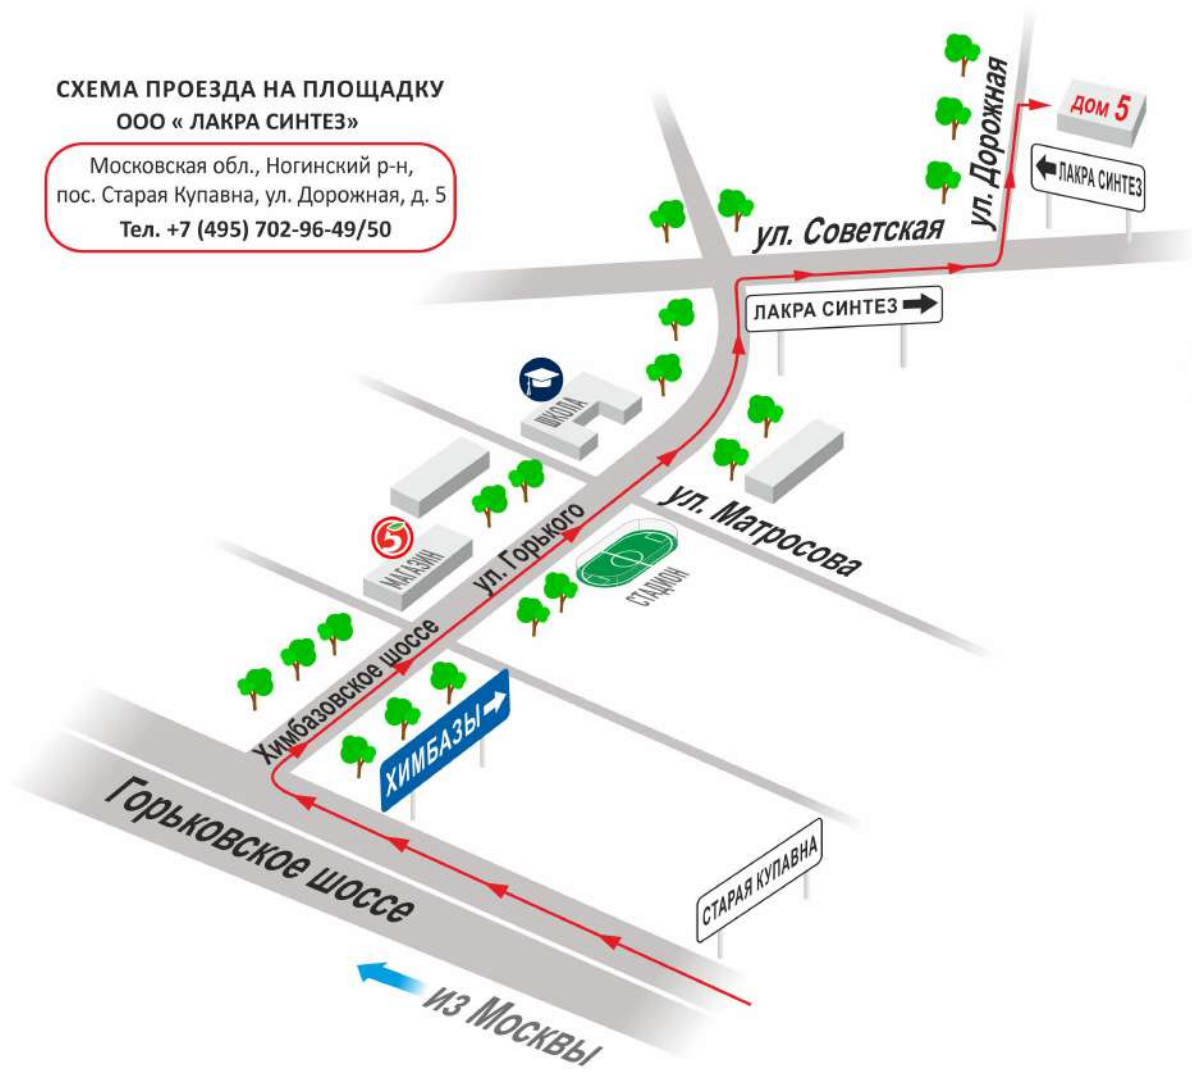 СХЕМА ПРОЕЗДА НА ПЛОЩАДКУ
ООО « ЛАКРА СИНТЕЗ»
Московская обл., Ногинский р-н,
пос. Старая Купавна, ул. Дорожная, д. 5
Тел. +7 (495) 702-96-49/50
ул. Дорожная
дом 5
ЛАКРА СИНТЕЗ
ул. Советская
ЛАКРА СИНТЕЗ
ШКОЛА
ул. Матросова
5
МАГАЗИН
ул. Горького
СТАДИОН
Химбазовское шоссе
ХИМБАЗЫ
Горьковское шоссе
СТАРАЯ КУПАВНА
из Москвы